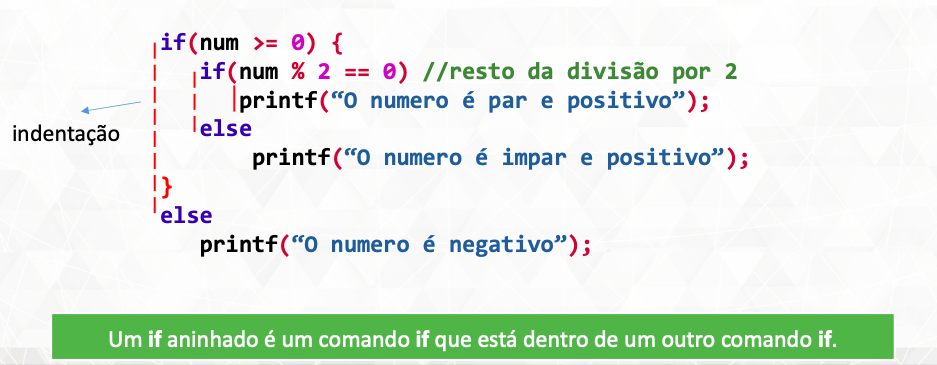 if(num >= 0) {
if(num % 2 == 0) //resto da divisão por 2
printf(“O numero é par e positivo”);
indentação
else
printf(“O numero é impar e positivo”);
}
else
printf(“O numero é negativo”);
Um if aninhado é um comando if que está dentro de um outro comando if.